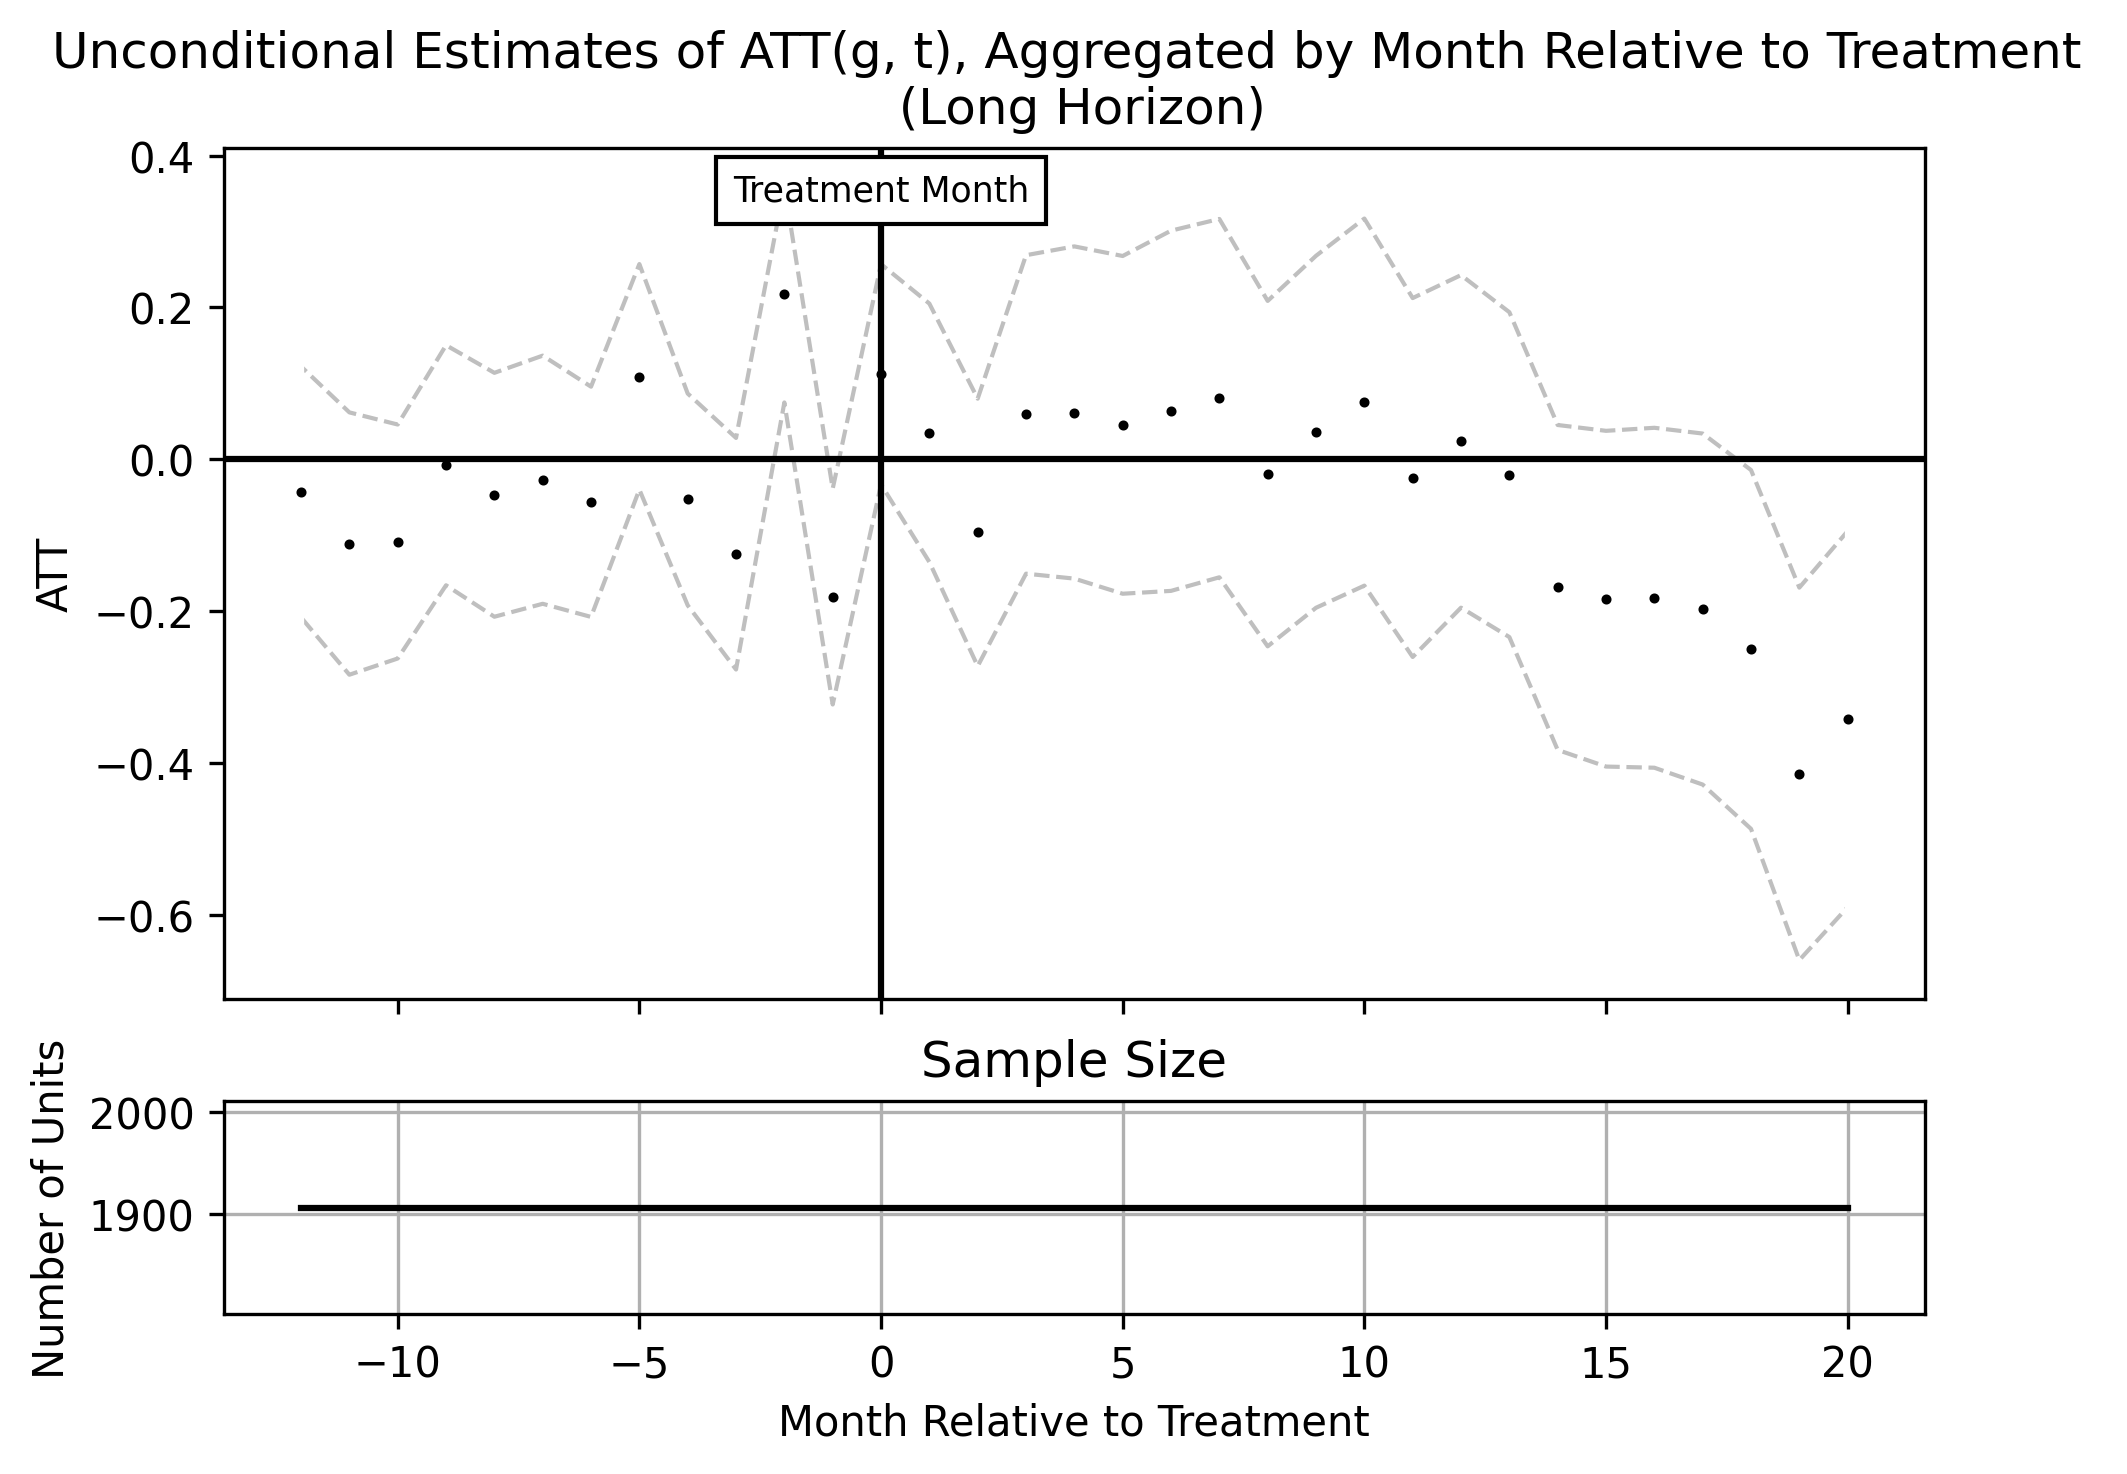 Unconditional Estimates of ATT(g, t), Aggregated by Month Relative to Treatment
(Long Horizon)
Treatment Month
ATT
0.4
0.2
0.0
−0.2
−0.4
−0.6
Sample Size
Number of Units
2000
1900
−10 −5 0 5 10 15 20
Month Relative to Treatment